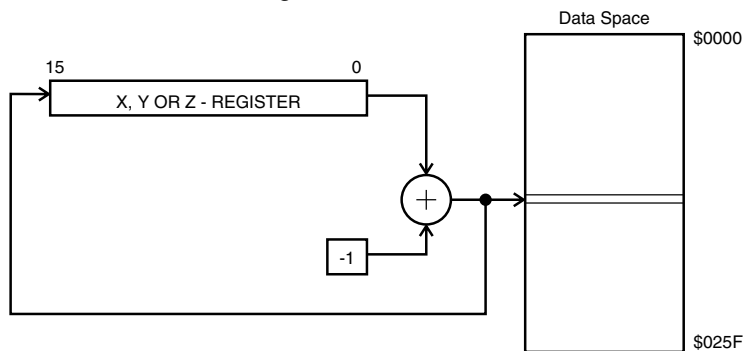 Data Space
$0000
15
0
X, Y OR Z - REGISTER
+
-1
$025F